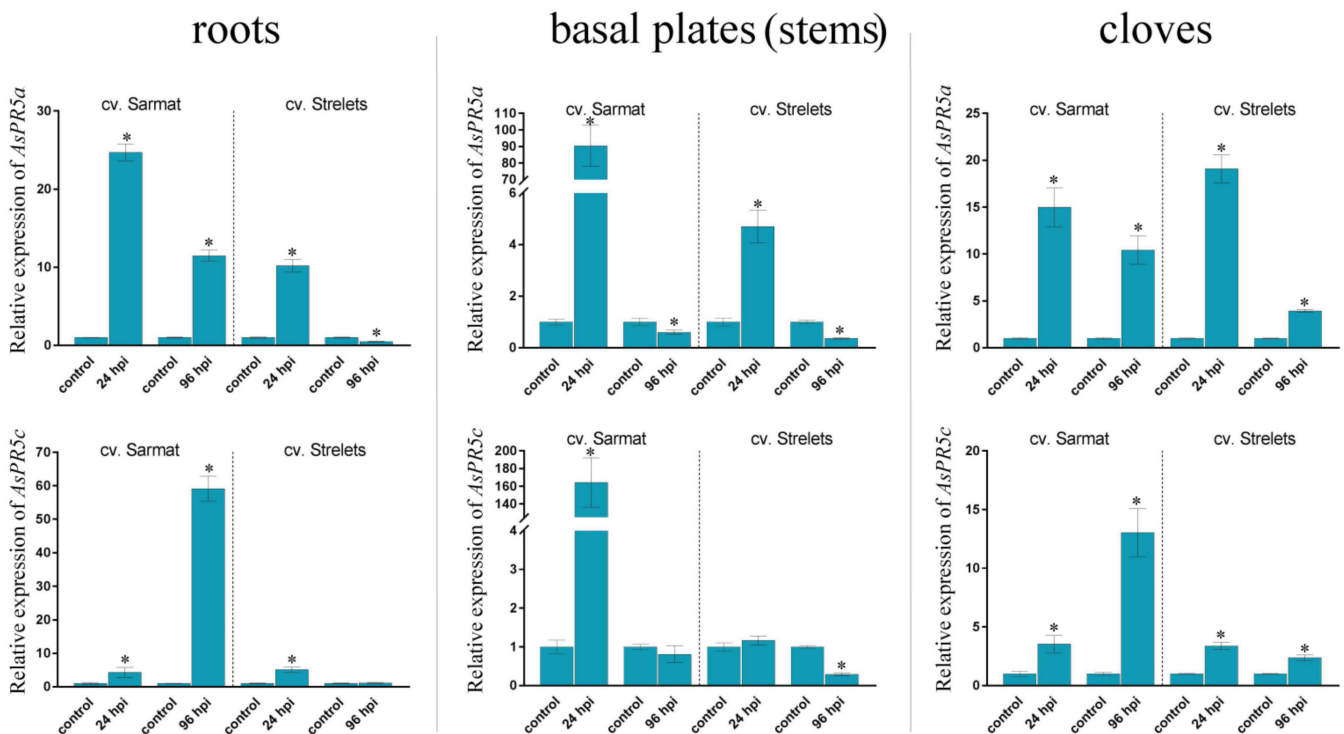 roots
basal plates (stems)
cloves
Relative expression of AsPR5a
cv. Sarmat
cv. Strelets
30
20
10
0
*
*
*
*
control
24 hpi
control
96 hpi
control
24 hpi
control
96 hpi
Relative expression of AsPR5a
cv. Sarmat
cv. Strelets
110
100
90
80
70
6
4
2
0
*
*
*
*
control
24 hpi
control
96 hpi
control
24 hpi
control
96 hpi
Relative expression of AsPR5a
cv. Sarmat
cv. Strelets
25
20
15
10
5
0
*
*
*
*
control
24 hpi
control
96 hpi
control
24 hpi
control
96 hpi
Relative expression of AsPR5c
cv. Sarmat
cv. Strelets
70
60
50
40
30
20
10
0
*
*
*
control
24 hpi
control
96 hpi
control
24 hpi
control
96 hpi
Relative expression of AsPR5c
cv. Sarmat
cv. Strelets
200
180
160
140
4
3
2
1
0
*
*
control
24 hpi
control
96 hpi
control
24 hpi
control
96 hpi
Relative expression of AsPR5c
cv. Sarmat
cv. Strelets
20
15
10
5
0
*
*
*
*
control
24 hpi
control
96 hpi
control
24 hpi
control
96 hpi